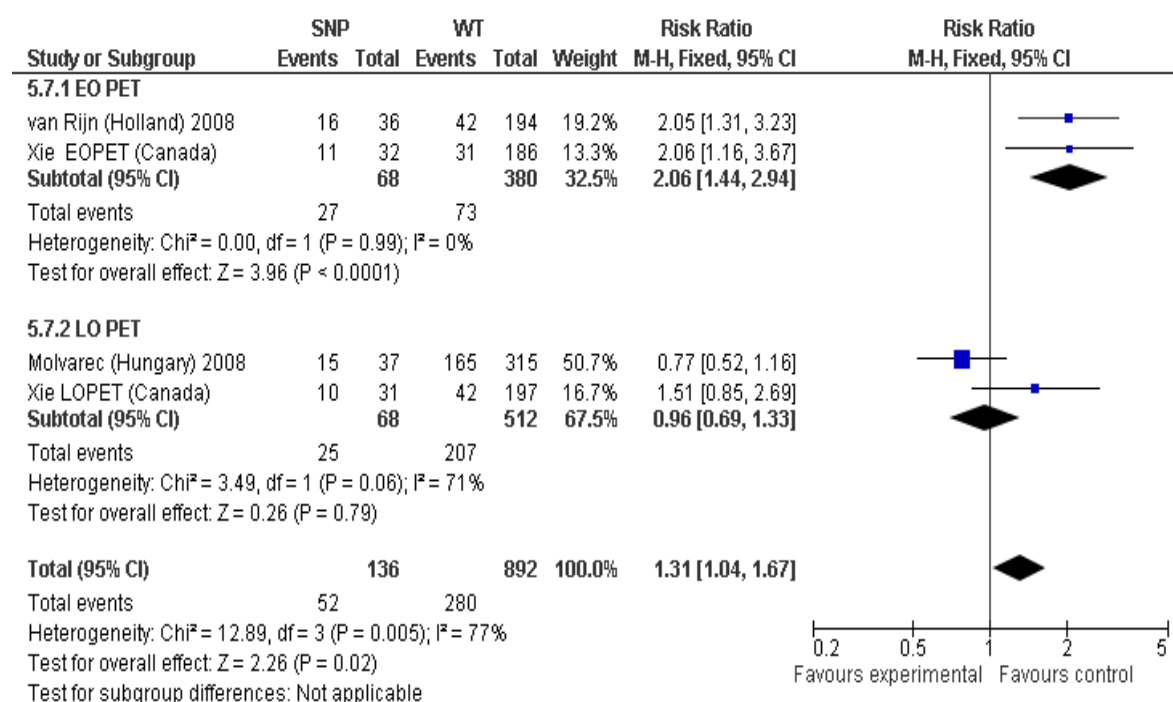 SNP WT Risk Ratio Risk Ratio
Study or Subgroup Events Total Events Total Weight M-H, Fixed, 95% CI M-H, Fixed, 95% CI
5.7.1 EO PET
van Rijn (Holland) 2008 16 36 42 194 19.2% 2.05 [1.31, 3.23]
Xie EOPET (Canada) 11 32 31 186 13.3% 2.06 [1.16, 3.67]
Subtotal (95% CI) 68 380 32.5% 2.06 [1.44, 2.94]
Total events 27 73
Heterogeneity: Chi² = 0.00, df = 1 (P = 0.99); I² = 0%
Test for overall effect: Z = 3.96 (P < 0.0001)
5.7.2 LO PET
Molvarec (Hungary) 2008 15 37 165 315 50.7% 0.77 [0.52, 1.16]
Xie LOPET (Canada) 10 31 42 197 16.7% 1.51 [0.85, 2.69]
Subtotal (95% CI) 68 512 67.5% 0.96 [0.69, 1.33]
Total events 25 207
Heterogeneity: Chi² = 3.49, df = 1 (P = 0.06); I² = 71%
Test for overall effect: Z = 0.26 (P = 0.79)
Total (95% CI) 136 892 100.0% 1.31 [1.04, 1.67]
Total events 52 280
Heterogeneity: Chi² = 12.89, df = 3 (P = 0.005); I² = 77%
Test for overall effect: Z = 2.26 (P = 0.02)
Test for subgroup differences: Not applicable
0.2 0.5 1 2 5
Favours experimental Favours control